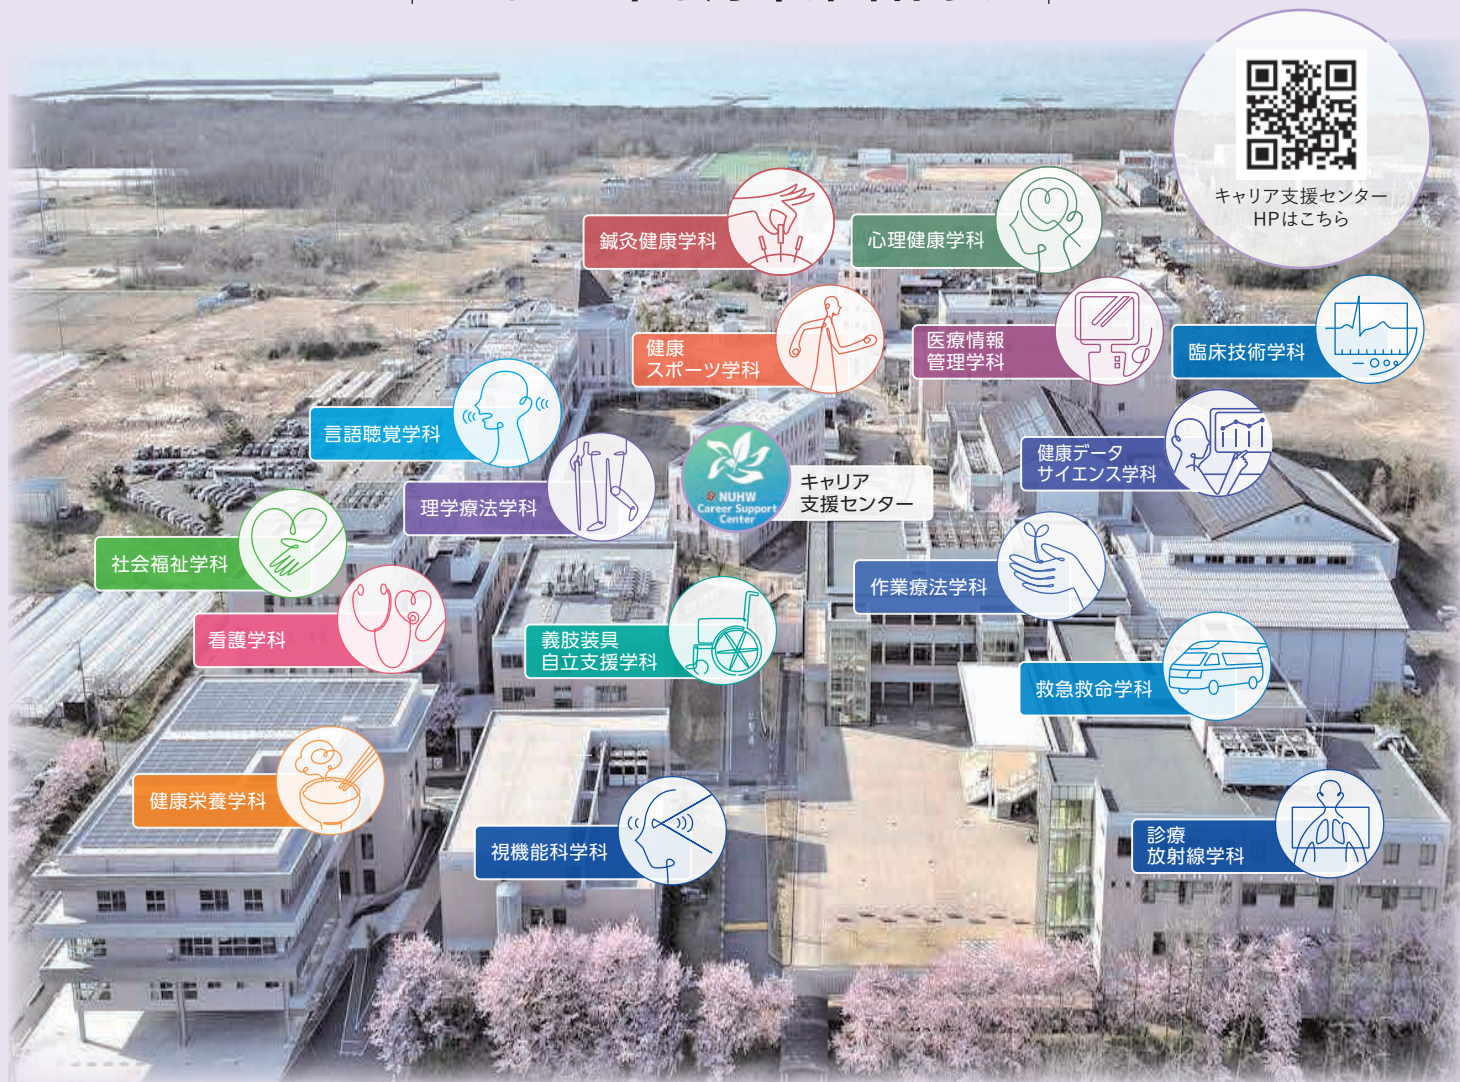 キャリア支援センター
HPはこちら
鍼灸健康学科
心理健康学科
健康
スポーツ学科
医療情報
管理学科
臨床技術学科
言語聴覚学科
理学療法学科
NUHW
Career Support
Center
キャリア
支援センター
健康データ
サイエンス学科
社会福祉学科
看護学科
義肢装具
自立支援学科
作業療法学科
救急救命学科
健康栄養学科
視機能科学科
診療
放射線学科